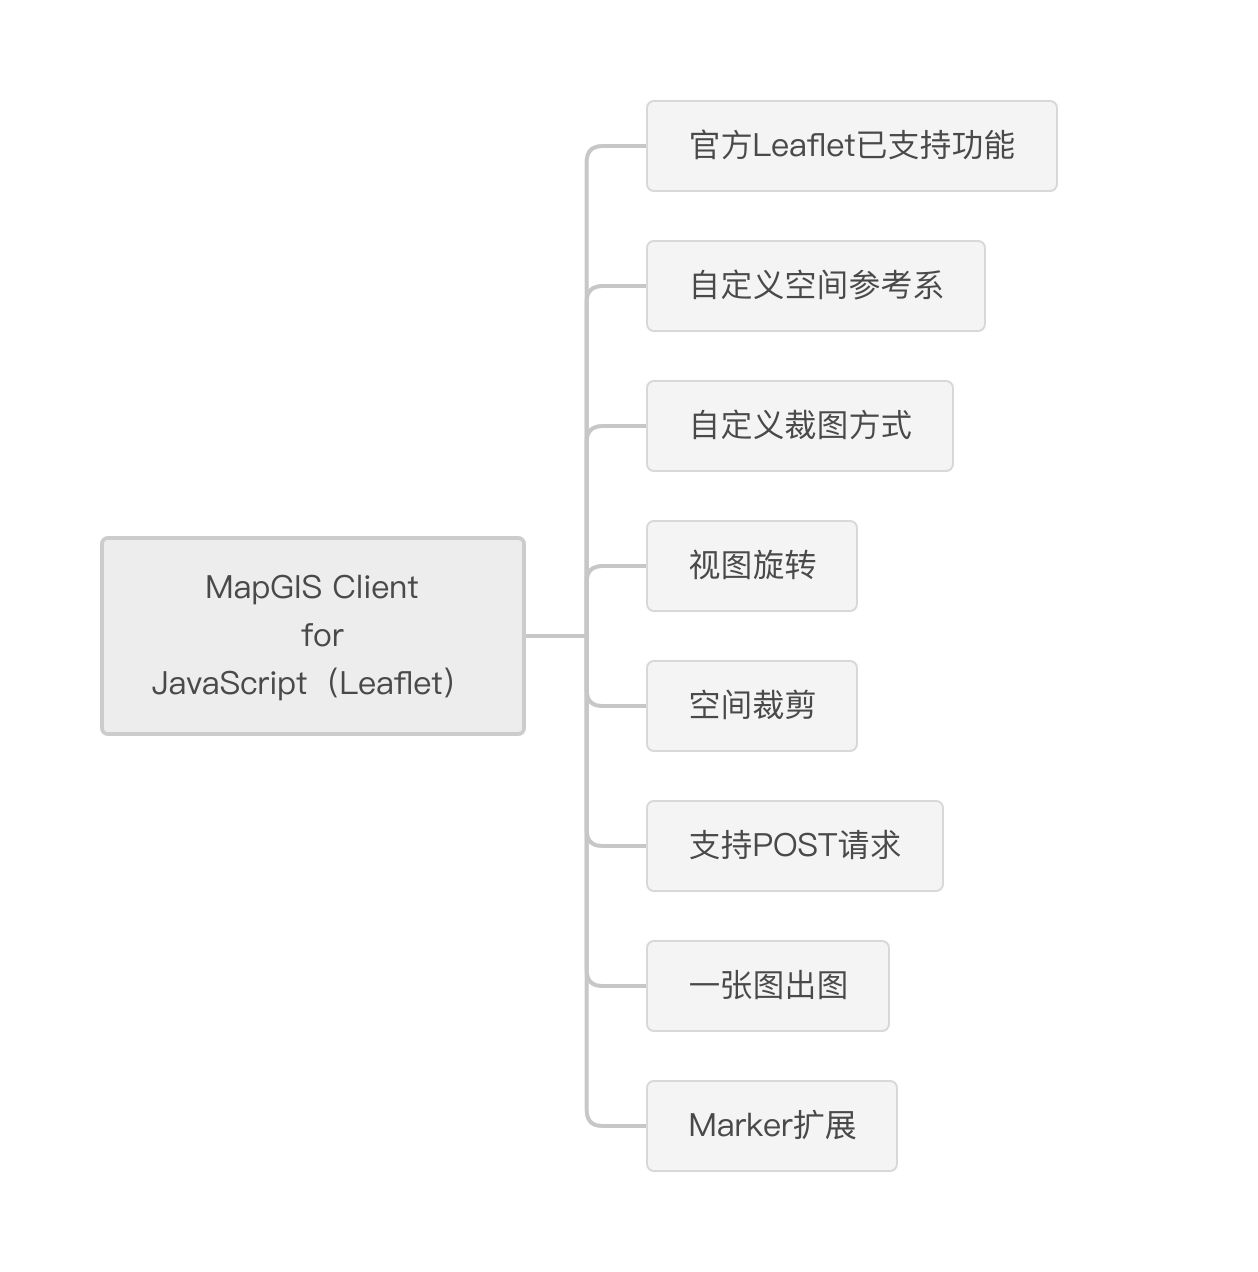 官方Leaflet已支持功能
自定义空间参考系
自定义裁图方式
视图旋转
MapGIS Client
for
JavaScript（Leaflet）
空间裁剪
支持POST请求
一张图出图
Marker扩展